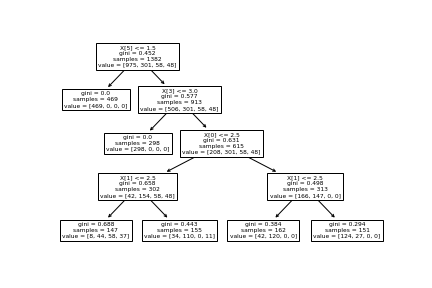 X[5] <= 1.5
gini = 0.452
samples = 1382
value = [975, 301, 58, 48]
gini = 0.0
samples = 469
value = [469, 0, 0, 0]
X[3] <= 3.0
gini = 0.577
samples = 913
value = [506, 301, 58, 48]
gini = 0.0
samples = 298
value = [298, 0, 0, 0]
X[0] <= 2.5
gini = 0.631
samples = 615
value = [208, 301, 58, 48]
X[1] <= 2.5
gini = 0.658
samples = 302
value = [42, 154, 58, 48]
X[1] <= 2.5
gini = 0.498
samples = 313
value = [166, 147, 0, 0]
gini = 0.688
samples = 147
value = [8, 44, 58, 37]
gini = 0.443
samples = 155
value = [34, 110, 0, 11]
gini = 0.384
samples = 162
value = [42, 120, 0, 0]
gini = 0.294
samples = 151
value = [124, 27, 0, 0]